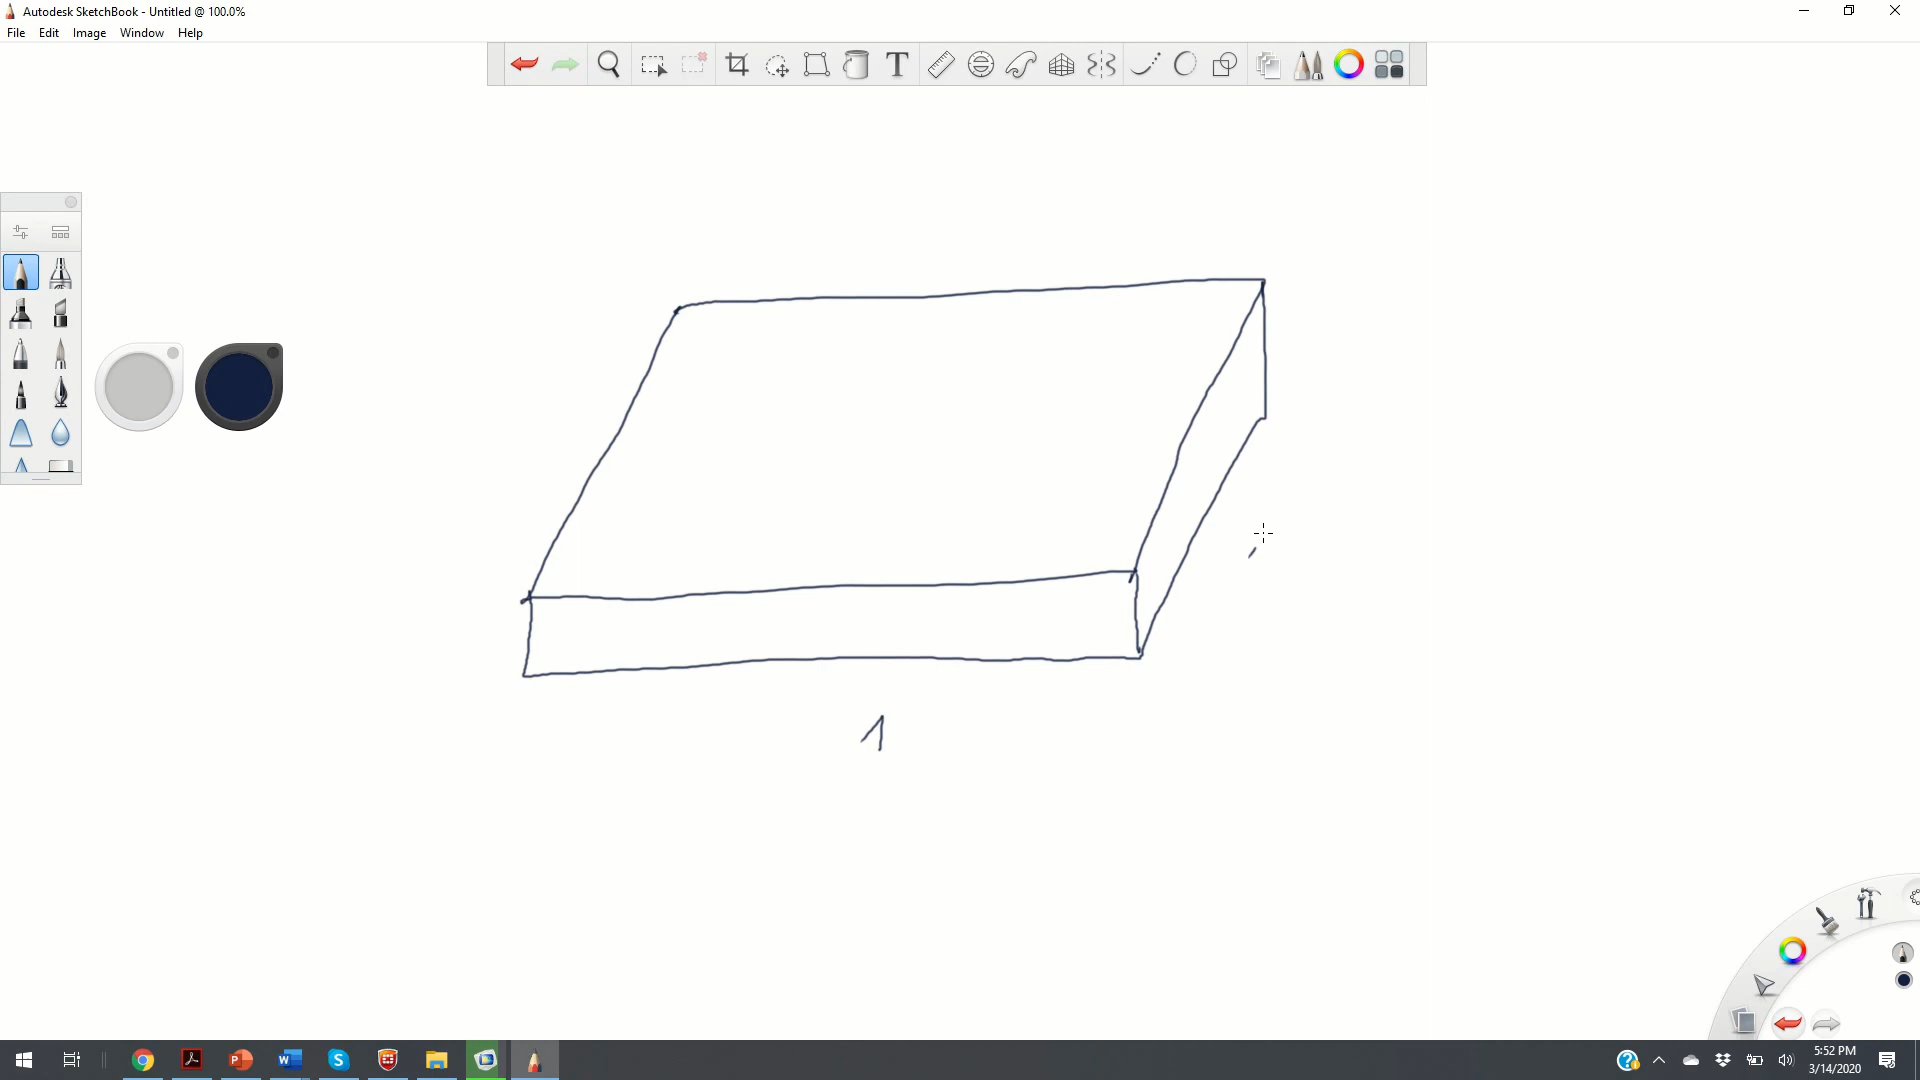 Autodesk SketchBook - Untitled @ 100.0%
File Edit Image Window Help
T
1
5:52 PM
3/14/2020